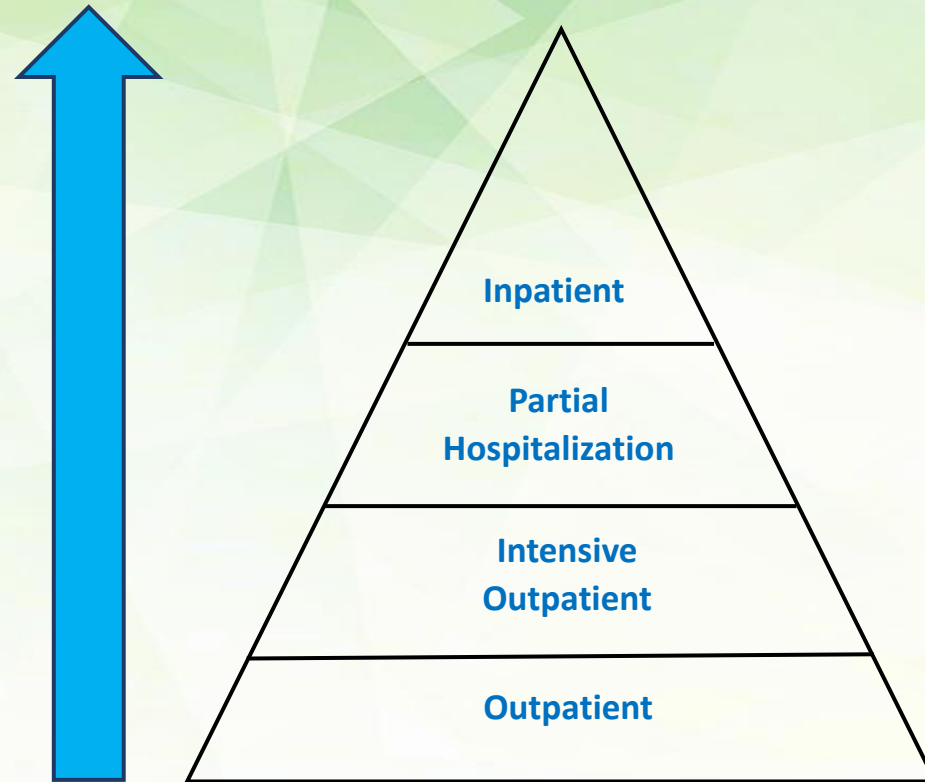 Inpatient
Partial
Hospitalization
Intensive
Outpatient
Outpatient